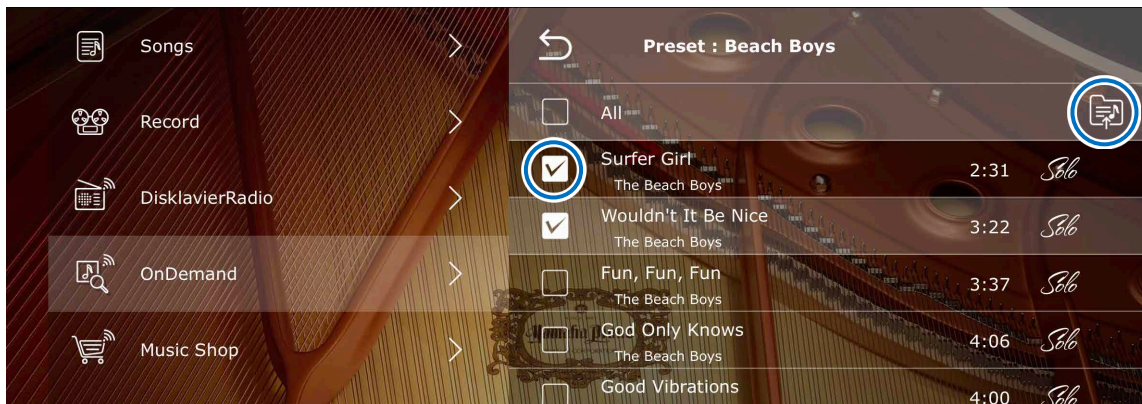 Songs
Record
DisklavierRadio
OnDemand
Music Shop
Preset : Beach Boys
All
Surfer Girl
The Beach Boys
2:31 Solo
Wouldn't It Be Nice
The Beach Boys
3:22 Solo
Fun, Fun, Fun
The Beach Boys
3:37 Solo
God Only Knows
The Beach Boys
4:06 Solo
Good Vibrations
4:00 Solo